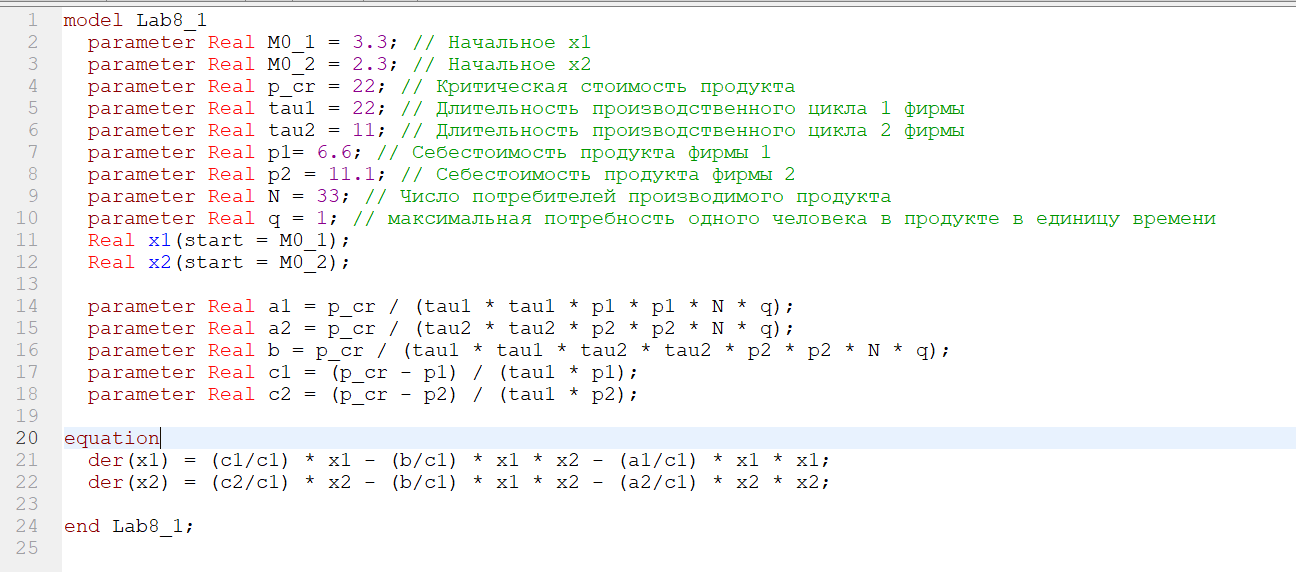 1 model Lab8_1
2   parameter Real M0_1 = 3.3; // Начальное x1
3   parameter Real M0_2 = 2.3; // Начальное x2
4   parameter Real p_cr = 22; // Критическая стоимость продукта
5   parameter Real tau1 = 22; // Длительность производственного цикла 1 фирмы
6   parameter Real tau2 = 11; // Длительность производственного цикла 2 фирмы
7   parameter Real p1= 6.6; // Себестоимость продукта фирмы 1
8   parameter Real p2 = 11.1; // Себестоимость продукта фирмы 2
9   parameter Real N = 33; // Число потребителей производимого продукта
10   parameter Real q = 1; // максимальная потребность одного человека в продукте в единицу времени
11   Real x1(start = M0_1);
12   Real x2(start = M0_2);
13
14   parameter Real a1 = p_cr / (tau1 * tau1 * p1 * p1 * N * q);
15   parameter Real a2 = p_cr / (tau2 * tau2 * p2 * p2 * N * q);
16   parameter Real b = p_cr / (tau1 * tau1 * tau2 * tau2 * p2 * p2 * N * q);
17   parameter Real c1 = (p_cr - p1) / (tau1 * p1);
18   parameter Real c2 = (p_cr - p2) / (tau1 * p2);
19
20 equation
21   der(x1) = (c1/c1) * x1 - (b/c1) * x1 * x2 - (a1/c1) * x1 * x1;
22   der(x2) = (c2/c1) * x2 - (b/c1) * x1 * x2 - (a2/c1) * x2 * x2;
23
24 end Lab8_1;
25